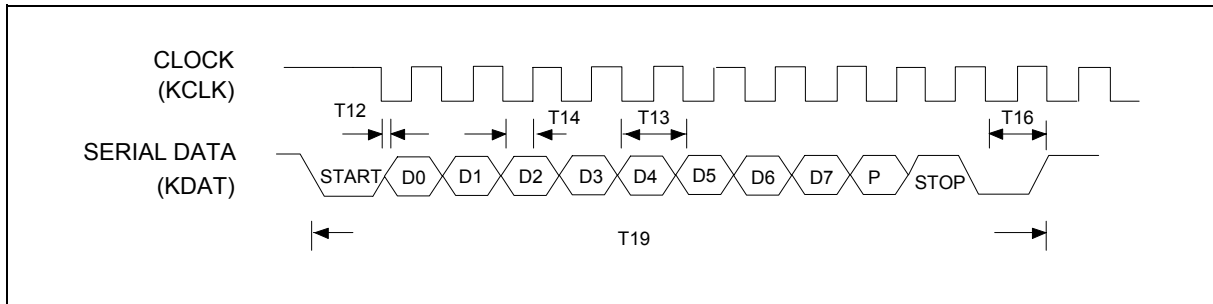 CLOCK
(KCLK)
T12
T14
T13
T16
SERIAL DATA
(KDAT)
START
D0
D1
D2
D3
D4
D5
D6
D7
P
STOP
T19